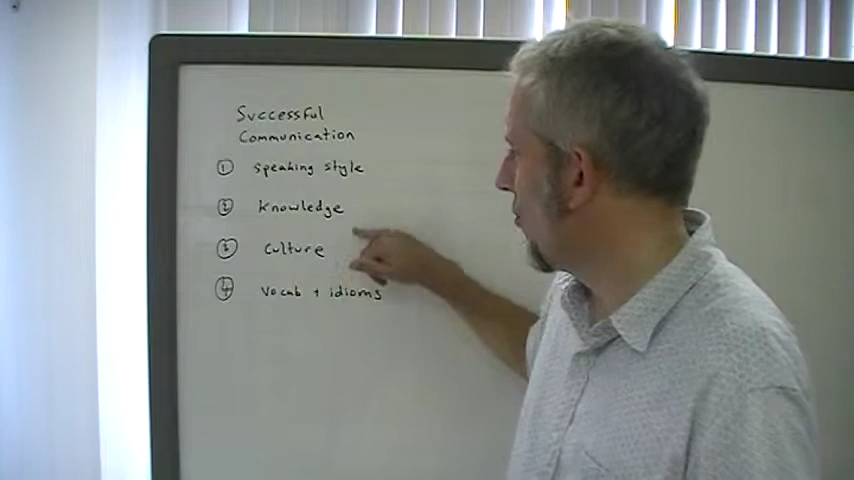 Successful
Communication
1 speaking style
2 knowledge
3 culture
4 vocab + idioms